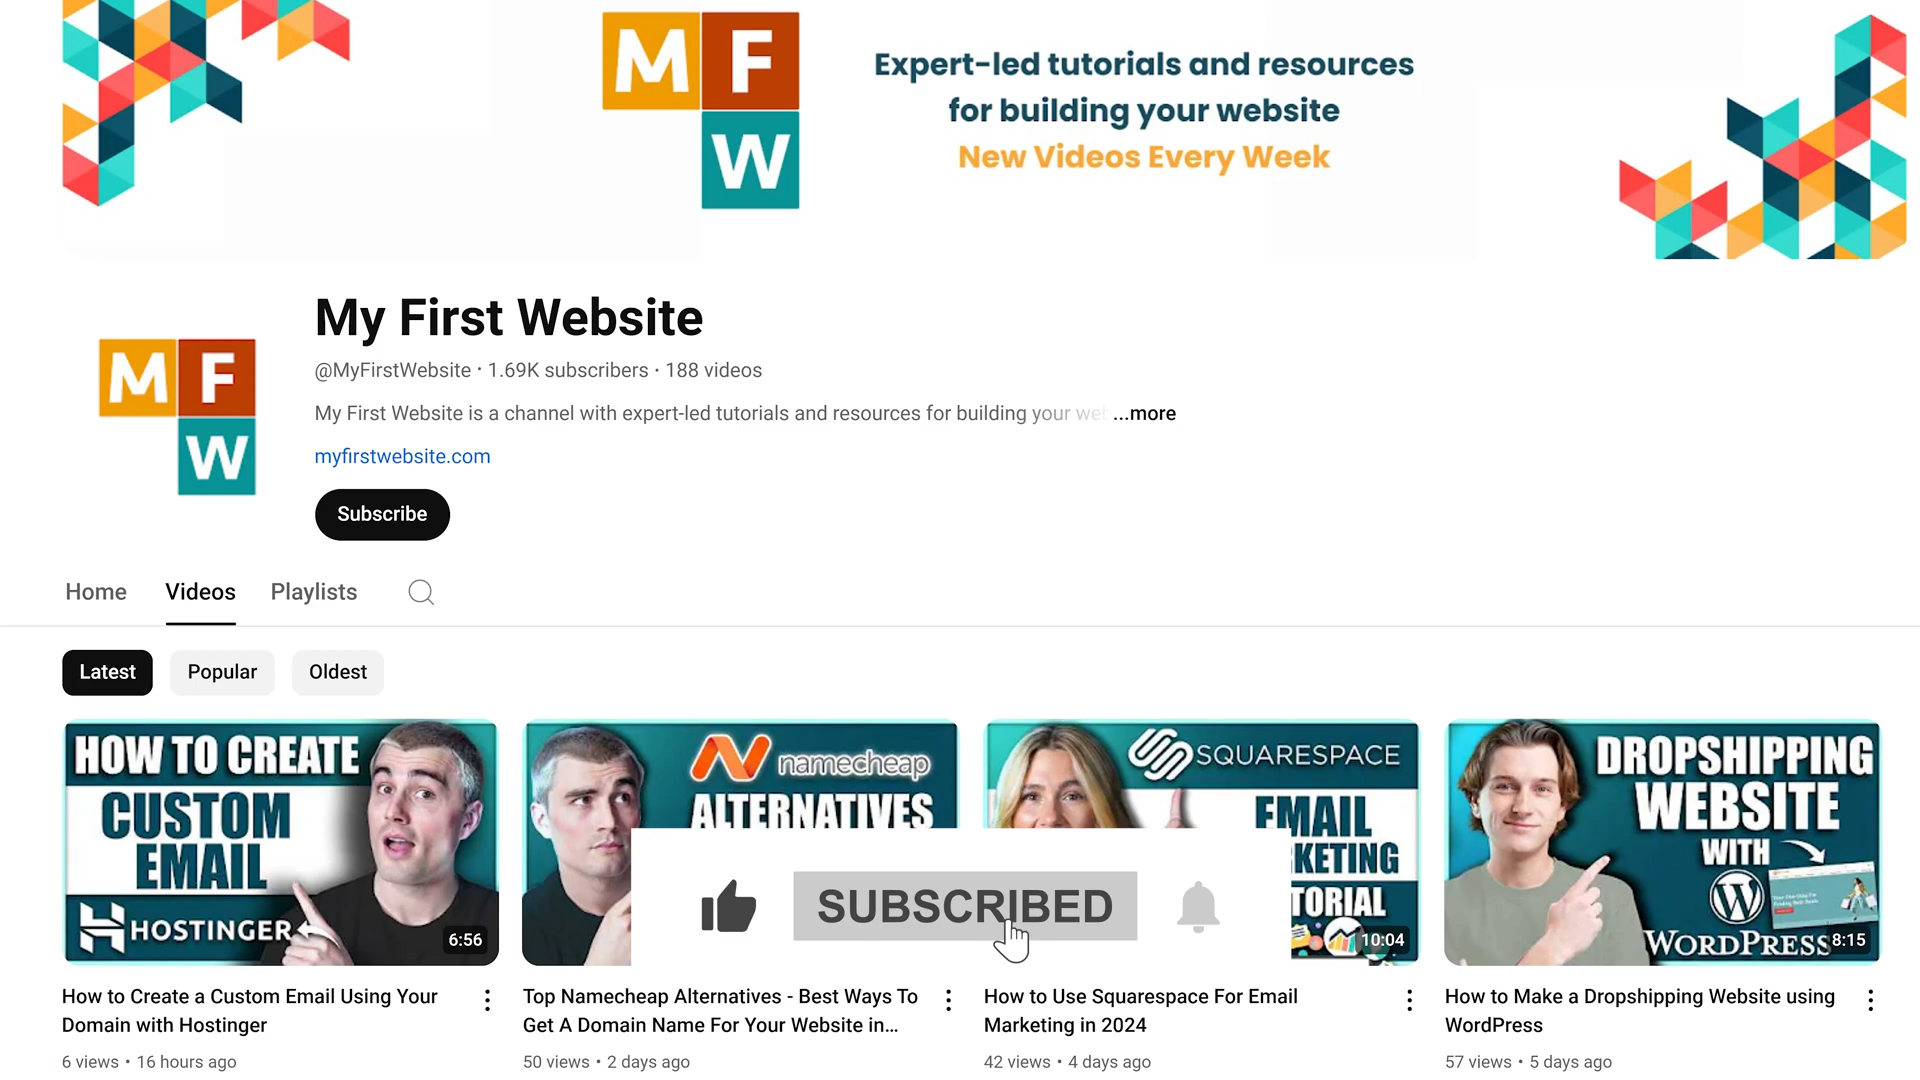 M F
W
Expert-led tutorials and resources
for building your website
New Videos Every Week
M F
W
My First Website
@MyFirstWebsite · 1.69K subscribers · 188 videos
My First Website is a channel with expert-led tutorials and resources for building your web...more
myfirstwebsite.com
Subscribe
Home Videos Playlists
Latest Popular Oldest
HOW TO CREATE
CUSTOM
EMAIL
HOSTINGER
6:56
namecheap
ALTERNATIVES
SQUARESPACE
EMAIL
KETING
TORIAL
10:04
DROPSHIPPING
WEBSITE
WITH
WORDPRESS
8:15
SUBSCRIBED
How to Create a Custom Email Using Your
Domain with Hostinger
6 views • 16 hours ago
Top Namecheap Alternatives - Best Ways To
Get A Domain Name For Your Website in...
50 views • 2 days ago
How to Use Squarespace For Email
Marketing in 2024
42 views • 4 days ago
How to Make a Dropshipping Website using
WordPress
57 views • 5 days ago